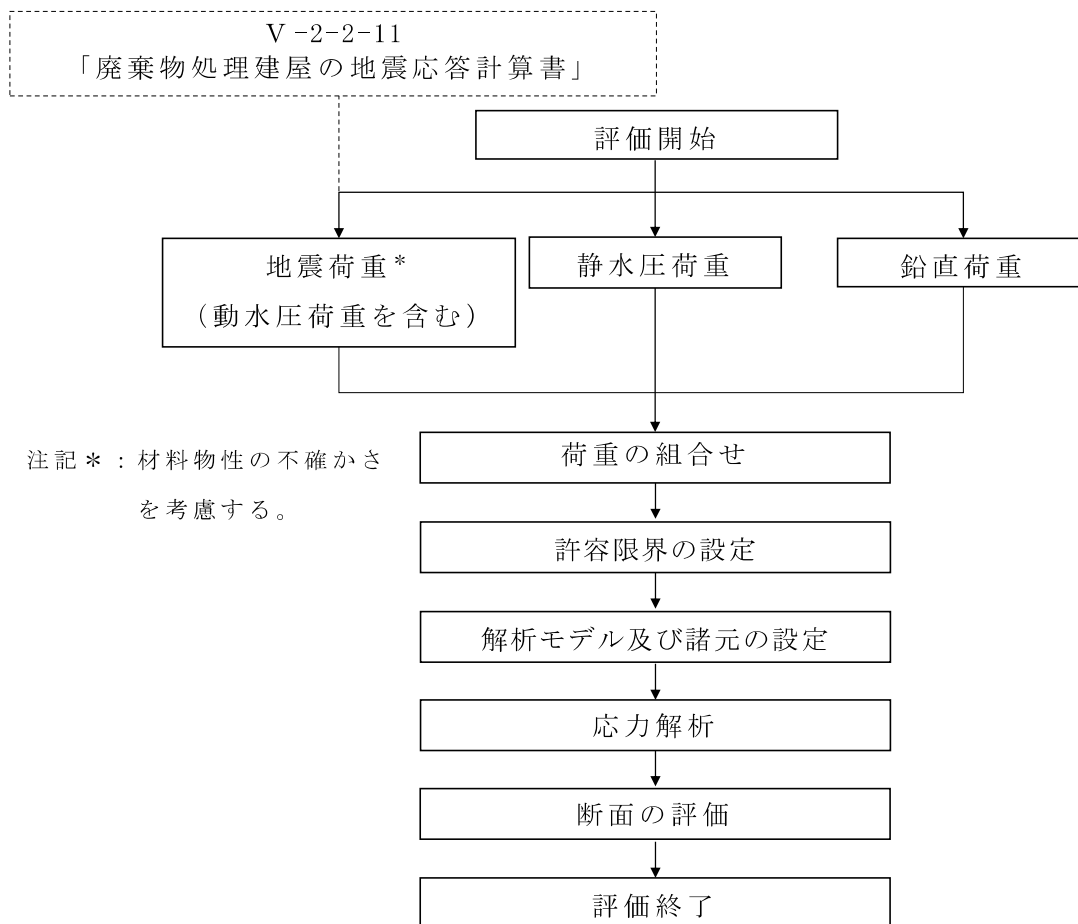 Ⅴ-2-2-11
「廃棄物処理建屋の地震応答計算書」
評価開始
地震荷重*
(動水圧荷重を含む)
静水圧荷重
鉛直荷重
荷重の組合せ
注記*:材料物性の不確かさ
を考慮する。
許容限界の設定
解析モデル及び諸元の設定
応力解析
断面の評価
評価終了